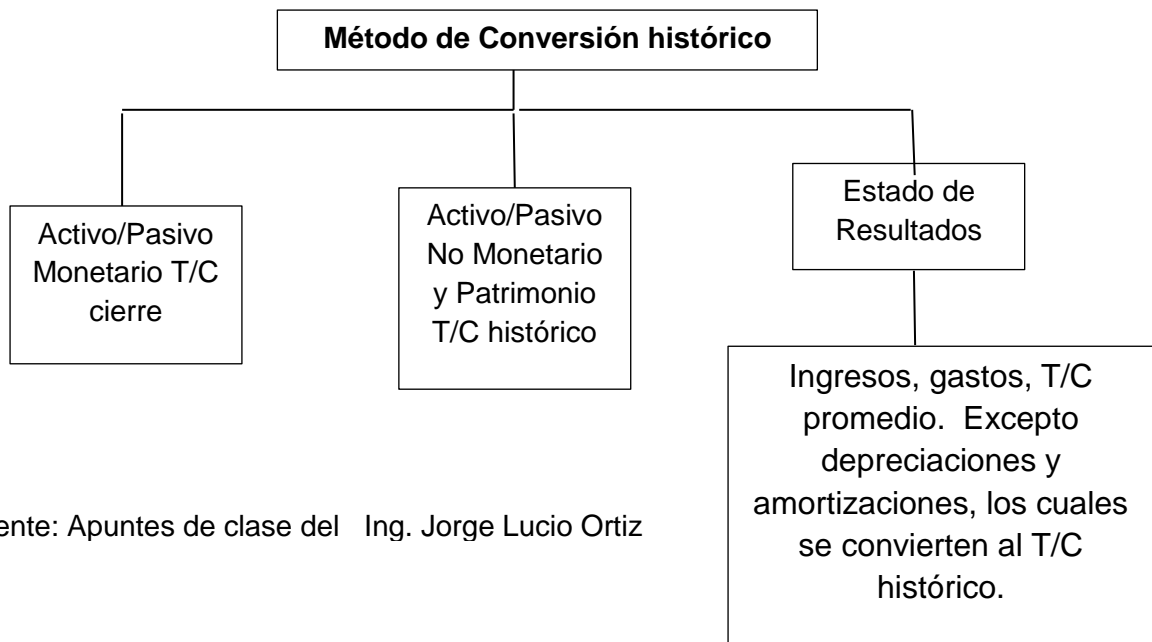 Método de Conversión histórico
Activo/Pasivo
Monetario T/C
cierre
Activo/Pasivo
No Monetario
y Patrimonio
T/C histórico
Estado de
Resultados
Ingresos, gastos, T/C
promedio. Excepto
depreciaciones y
amortizaciones, los cuales
se convierten al T/C
histórico.
ente: Apuntes de clase del Ing. Jorge Lucio Ortiz